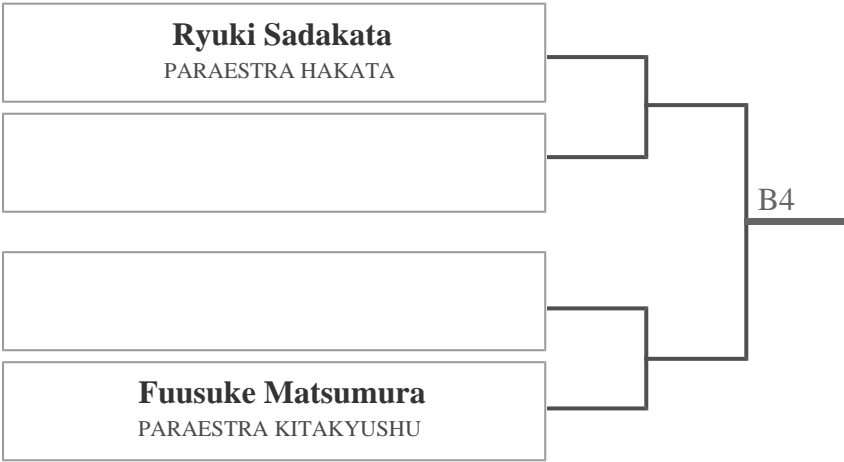 Ryuki Sadakata
PARAESTRA HAKATA
B4
Fuusuke Matsumura
PARAESTRA KITAKYUSHU